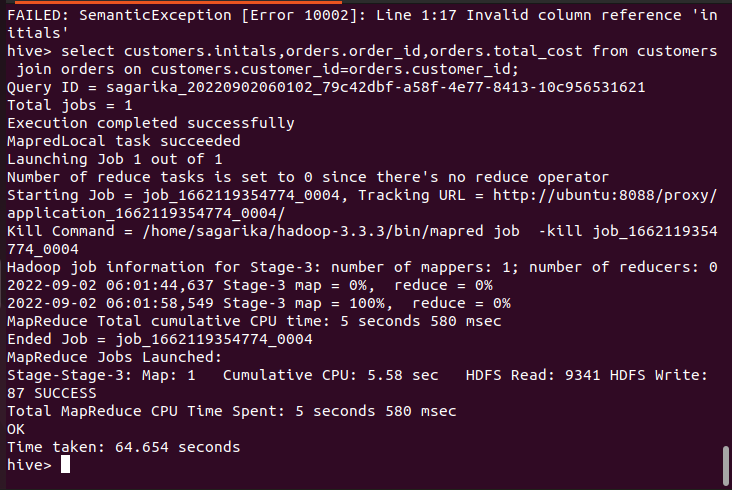 FAILED: SemanticException [Error 10002]: Line 1:17 Invalid column reference 'in
itials'
hive> select customers.initals,orders.order_id,orders.total_cost from customers
 join orders on customers.customer_id=orders.customer_id;
Query ID = sagarika_20220902060102_79c42dbf-a58f-4e77-8413-10c956531621
Total jobs = 1
Execution completed successfully
MapredLocal task succeeded
Launching Job 1 out of 1
Number of reduce tasks is set to 0 since there's no reduce operator
Starting Job = job_1662119354774_0004, Tracking URL = http://ubuntu:8088/proxy/
application_1662119354774_0004/
Kill Command = /home/sagarika/hadoop-3.3.3/bin/mapred job  -kill job_1662119354
774_0004
Hadoop job information for Stage-3: number of mappers: 1; number of reducers: 0
2022-09-02 06:01:44,637 Stage-3 map = 0%,  reduce = 0%
2022-09-02 06:01:58,549 Stage-3 map = 100%,  reduce = 0%
MapReduce Total cumulative CPU time: 5 seconds 580 msec
Ended Job = job_1662119354774_0004
MapReduce Jobs Launched:
Stage-Stage-3: Map: 1   Cumulative CPU: 5.58 sec   HDFS Read: 9341 HDFS Write:
87 SUCCESS
Total MapReduce CPU Time Spent: 5 seconds 580 msec
OK
Time taken: 64.654 seconds
hive>